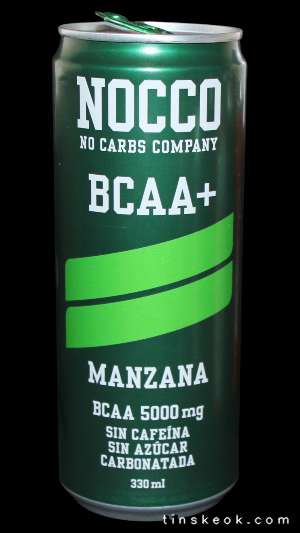 NOCCO
NO CARBS COMPANY
BCAA+
MANZANA
BCAA 5000 mg
SIN CAFEÍNA
SIN AZÚCAR
CARBONATADA
330 ml
tinskeok.com